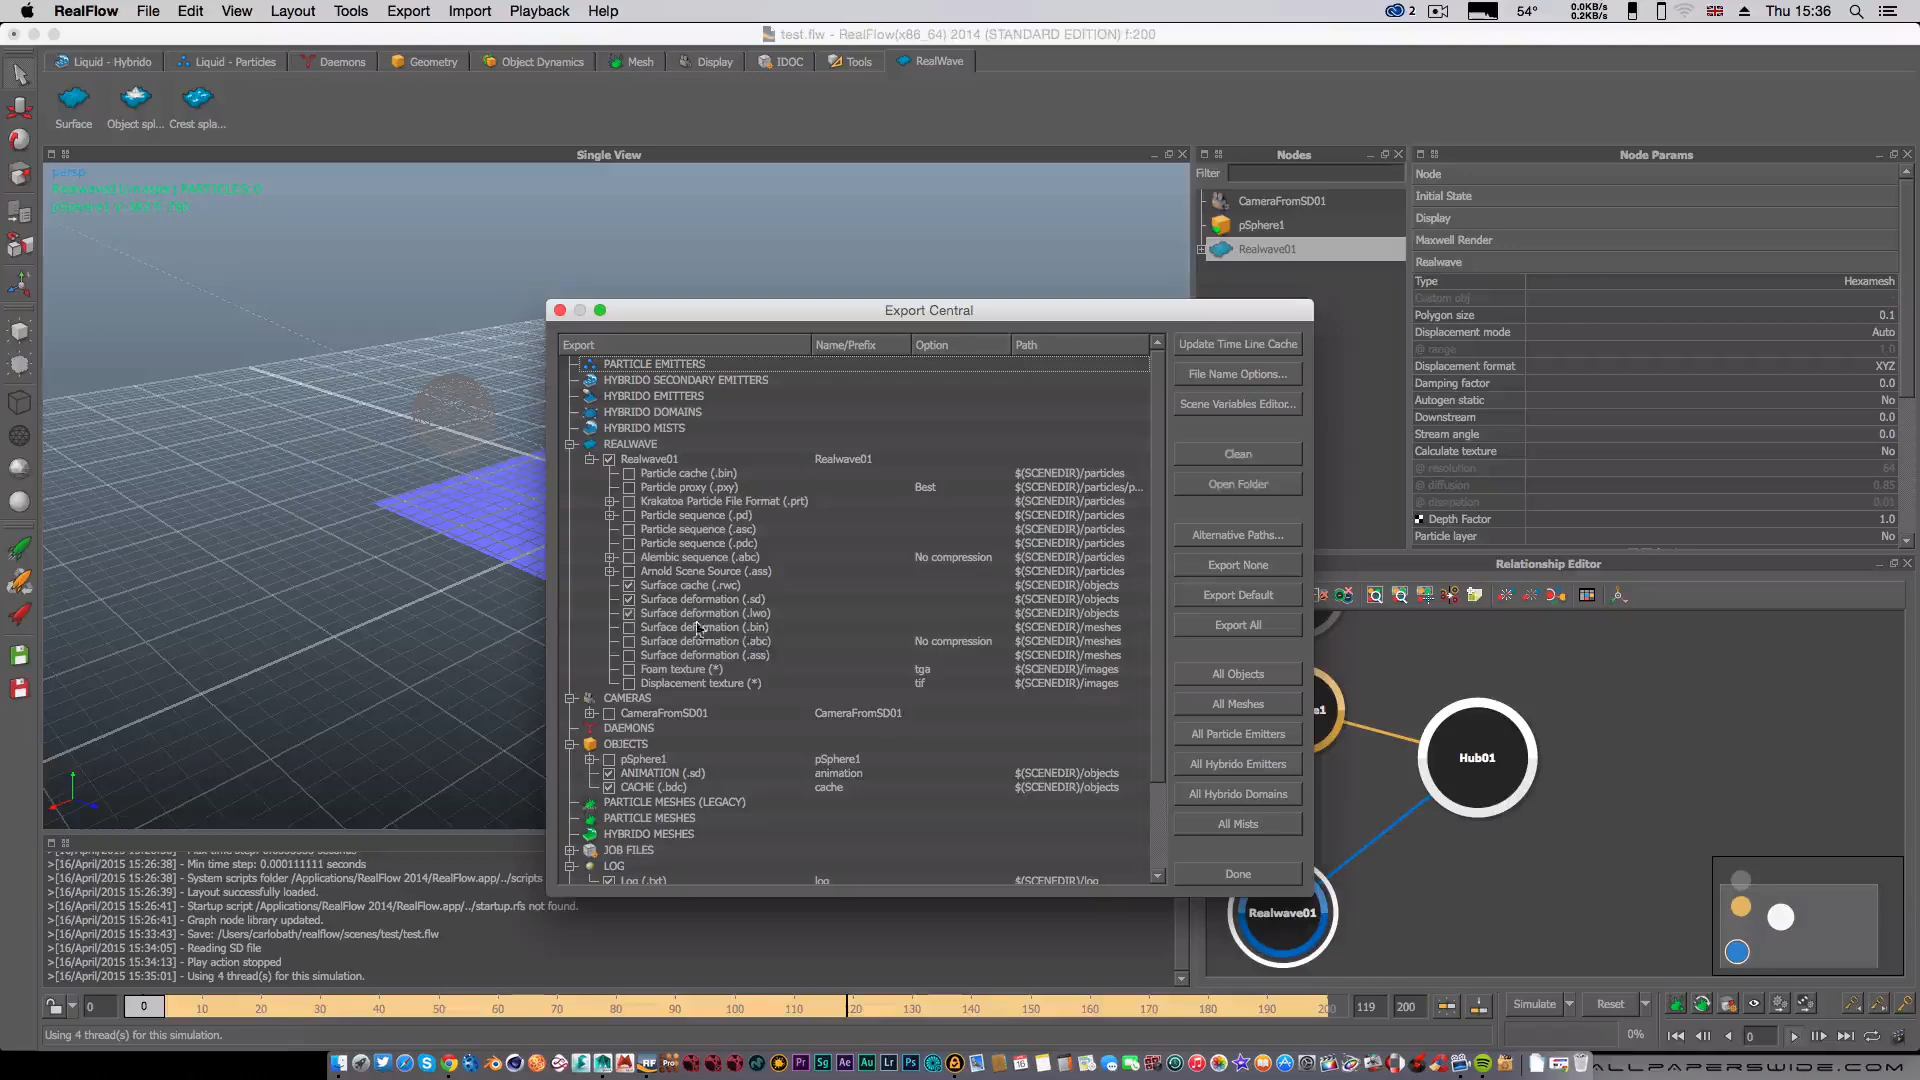 RealFlow File Edit View Layout Tools Export Import Playback Help
2 54° 0.0KB/s 0.2KB/s Thu 15:36
test.flw - RealFlow(x86_64) 2014 (STANDARD EDITION) f:200
Liquid - Hybrido Liquid - Particles Daemons Geometry Object Dynamics Mesh Display IDOC Tools RealWave
Surface Object spl... Crest spla...
Single View
Nodes
Node Params
persp
Filter
CameraFromSD01
pSphere1
Realwave01
Node
Initial State
Display
Maxwell Render
Realwave
Type Hexamesh
Custom obj
Polygon size 0.1
Displacement mode Auto
@ range 1.0
Displacement format XYZ
Damping factor 0.0
Autogen static No
Downstream 0.0
Stream angle 0.0
Calculate texture No
@ resolution 64
@ diffusion 0.85
@ dissipation 0.01
Depth Factor 1.0
Particle layer No
Export Central
Export Name/Prefix Option Path
PARTICLE EMITTERS
HYBRIDO SECONDARY EMITTERS
HYBRIDO EMITTERS
HYBRIDO DOMAINS
HYBRIDO MISTS
REALWAVE
Realwave01 Realwave01
Particle cache (.bin) $(SCENEDIR)/particles
Particle proxy (.pxy) Best $(SCENEDIR)/particles/p...
Krakatoa Particle File Format (.prt) $(SCENEDIR)/particles
Particle sequence (.pd) $(SCENEDIR)/particles
Particle sequence (.asc) $(SCENEDIR)/particles
Particle sequence (.pdc) $(SCENEDIR)/particles
Alembic sequence (.abc) No compression $(SCENEDIR)/particles
Arnold Scene Source (.ass) $(SCENEDIR)/particles
Surface cache (.rwc) $(SCENEDIR)/objects
Surface deformation (.sd) $(SCENEDIR)/objects
Surface deformation (.lwo) $(SCENEDIR)/objects
Surface deformation (.bin) $(SCENEDIR)/meshes
Surface deformation (.abc) No compression $(SCENEDIR)/meshes
Surface deformation (.ass) $(SCENEDIR)/meshes
Foam texture (*) tga $(SCENEDIR)/images
Displacement texture (*) tif $(SCENEDIR)/images
CAMERAS
CameraFromSD01 CameraFromSD01
DAEMONS
OBJECTS
pSphere1 pSphere1
ANIMATION (.sd) animation $(SCENEDIR)/objects
CACHE (.bdc) cache $(SCENEDIR)/objects
PARTICLE MESHES (LEGACY)
PARTICLE MESHES
HYBRIDO MESHES
JOB FILES
LOG
Log (.txt) log $(SCENEDIR)/log
Update Time Line Cache
File Name Options...
Scene Variables Editor...
Clean
Open Folder
Alternative Paths...
Export None
Export Default
Export All
All Objects
All Meshes
All Particle Emitters
All Hybrido Emitters
All Hybrido Domains
All Mists
Done
Relationship Editor
Hub01
Realwave01
>[16/April/2015 15:26:38] - Min time step: 0.000111111 seconds
>[16/April/2015 15:26:38] - System scripts folder /Applications/RealFlow 2014/RealFlow.app/../scripts
>[16/April/2015 15:26:39] - Layout successfully loaded.
>[16/April/2015 15:26:41] - Startup script /Applications/RealFlow 2014/RealFlow.app/../startup.rfs not found.
>[16/April/2015 15:26:41] - Graph node library updated.
>[16/April/2015 15:33:43] - Save: /Users/carlobath/realflow/scenes/test/test.flw
>[16/April/2015 15:34:05] - Reading SD file
>[16/April/2015 15:34:13] - Play action stopped
>[16/April/2015 15:35:01] - Using 4 thread(s) for this simulation.
0 0 10 20 30 40 50 60 70 80 90 100 110 120 130 140 150 160 170 180 190 200 119 200 Simulate Reset
Using 4 thread(s) for this simulation. 0% 0